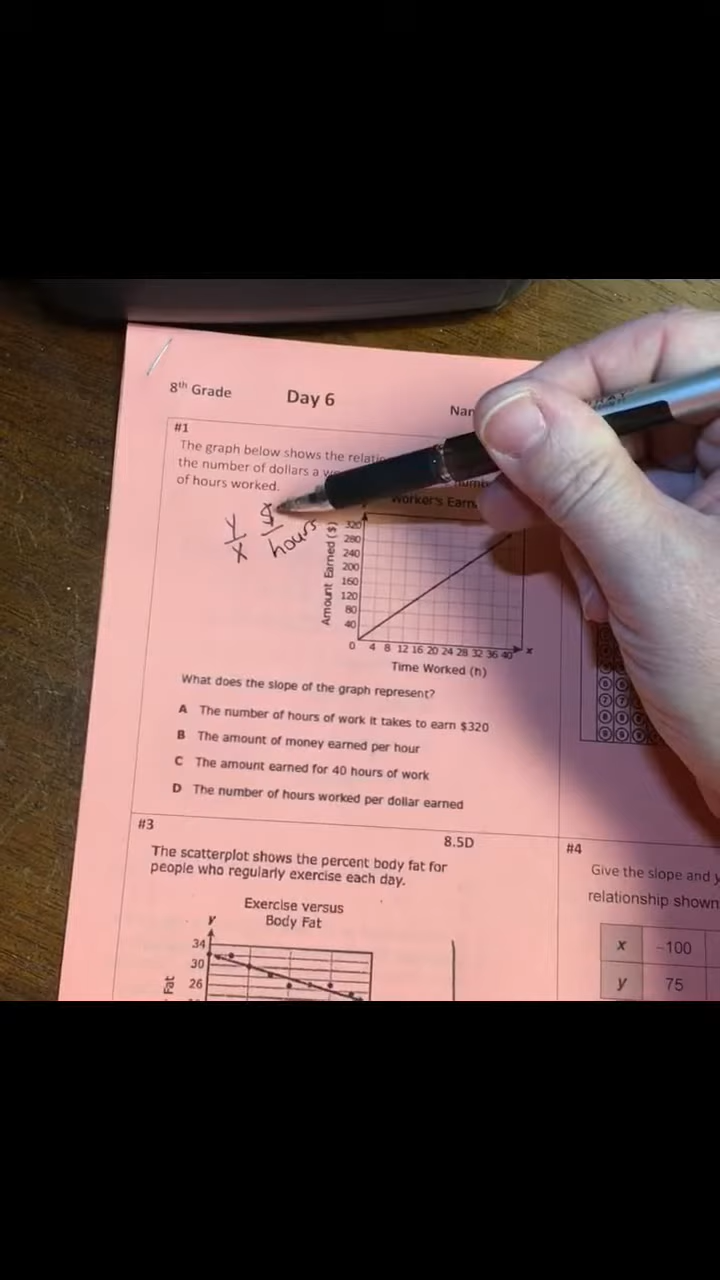 8th Grade
Day 6
Nam
#1
The graph below shows the
the number of dollars a
of hours worked.
Worker's
y
x
$
hours
Amount Earned ($)
320
280
240
200
160
120
80
40
0 4 8 12 16 20 24 28 32 36 40 x
Time Worked (h)
What does the slope of the graph represent?
A The number of hours of work it takes to earn $320
B The amount of money earned per hour
C The amount earned for 40 hours of work
D The number of hours worked per dollar earned
#3
8.5D
The scatterplot shows the percent body fat for
people who regularly exercise each day.
Exercise versus
Body Fat
y
34
30
26
Fat
#4
Give the slope and y
relationship shown
x -100
y 75